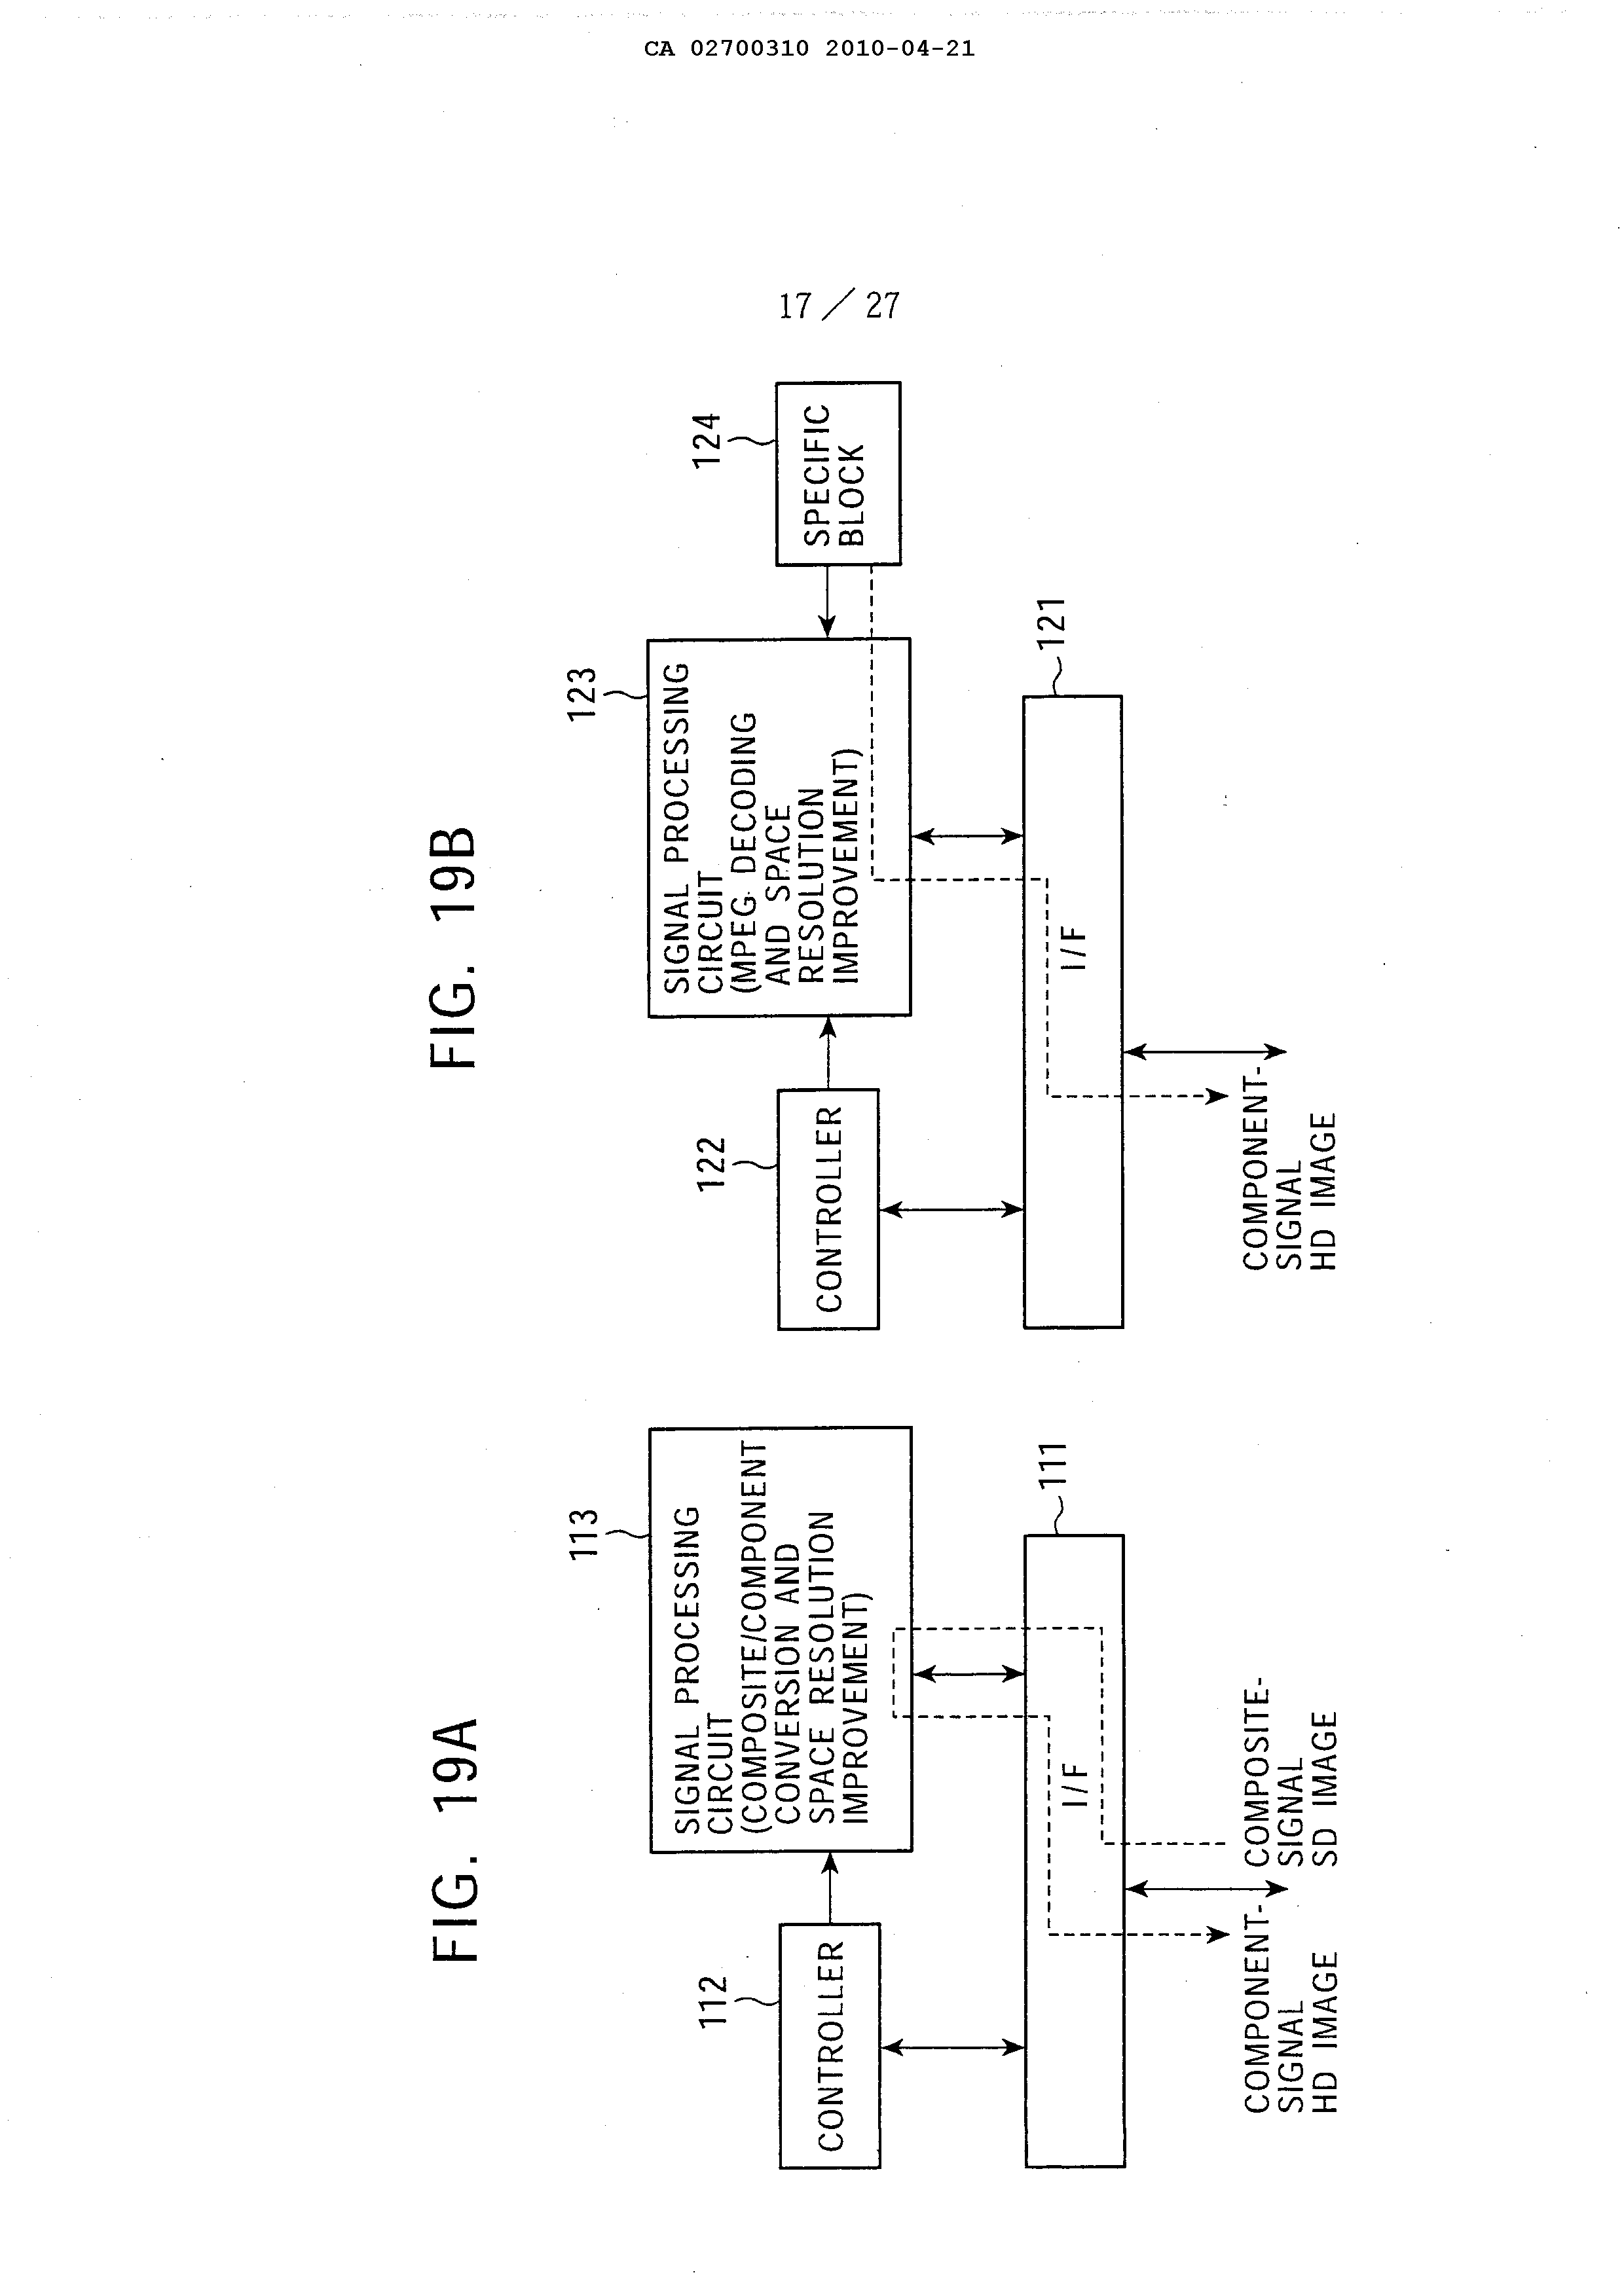 CA 02700310 2010-04-21
17/27
FIG. 19A
113
SIGNAL PROCESSING
CIRCUIT
(COMPOSITE/COMPONENT
CONVERSION AND
SPACE RESOLUTION
IMPROVEMENT)
112
CONTROLLER
111
I/F
COMPONENT-
SIGNAL
HD IMAGE
COMPOSITE-
SIGNAL
SD IMAGE
FIG. 19B
123
SIGNAL PROCESSING
CIRCUIT
(MPEG DECODING
AND SPACE
RESOLUTION
IMPROVEMENT)
124
SPECIFIC
BLOCK
122
CONTROLLER
121
I/F
COMPONENT-
SIGNAL
HD IMAGE